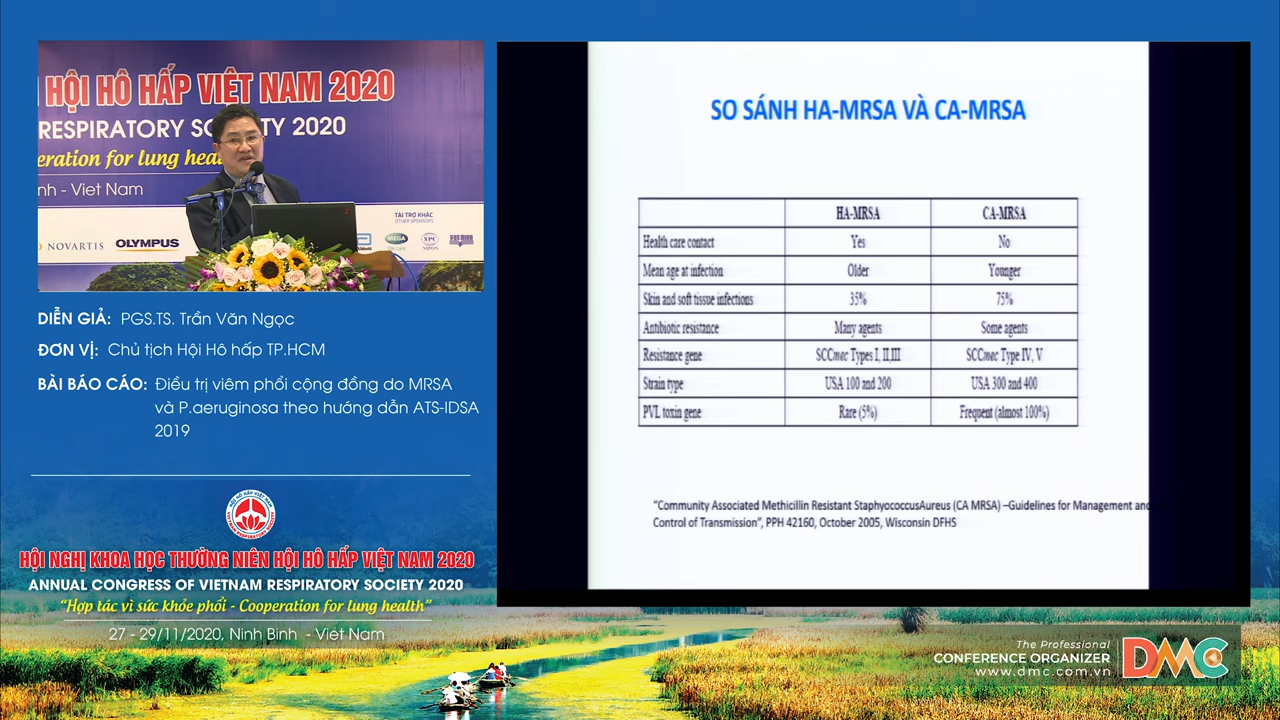 HỘI HÔ HẤP VIỆT NAM 2020
RESPIRATORY SOCIETY 2020
eration for lung hea
nh - Viet Nam
TÀI TRỢ KHÁC
OTHER SPONSORS
NOVARTIS
OLYMPUS
Abbott
MEGA
NIPON
DIỄN GIẢ: PGS.TS. Trần Văn Ngọc
ĐƠN VỊ: Chủ tịch Hội Hô hấp TP.HCM
BÀI BÁO CÁO: Điều trị viêm phổi cộng đồng do MRSA
và P.aeruginosa theo hướng dẫn ATS-IDSA
2019
HỘI NGHỊ KHOA HỌC THƯỜNG NIÊN HỘI HÔ HẤP VIỆT NAM 2020
ANNUAL CONGRESS OF VIETNAM RESPIRATORY SOCIETY 2020
“Hợp tác vì sức khỏe phổi - Cooperation for lung health”
27 - 29/11/2020, Ninh Bình - Việt Nam
SO SÁNH HA-MRSA VÀ CA-MRSA
HA-MRSA CA-MRSA
Health care contact Yes No
Mean age at infection Older Younger
Skin and soft tissue infections 35% 75%
Antibiotic resistance Many agents Some agents
Resistance gene SCCmec Types I, II,III SCCmec Type IV, V
Strain type USA 100 and 200 USA 300 and 400
PVL toxin gene Rare (5%) Frequent (almost 100%)
“Community Associated Methicillin Resistant StaphyococcusAureus (CA MRSA) –Guidelines for Management and
Control of Transmission”, PPH 42160, October 2005, Wisconsin DFHS
The Professional
CONFERENCE ORGANIZER
www.dmc.com.vn
DMC